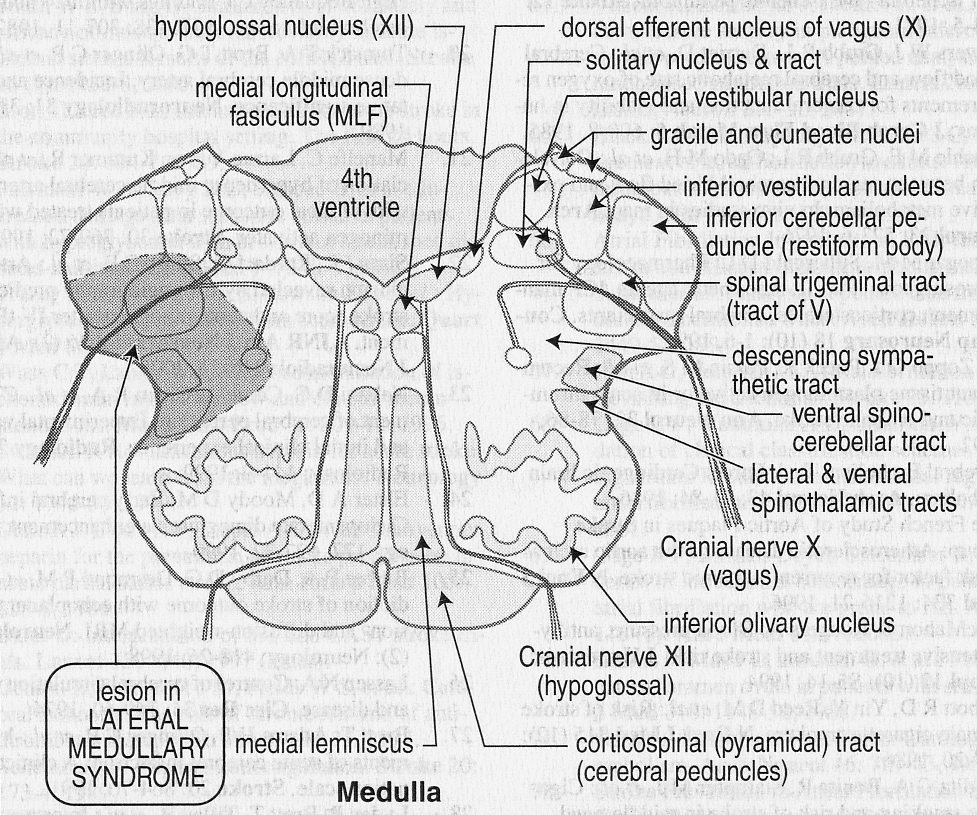 hypoglossal nucleus (XII)
dorsal efferent nucleus of vagus (X)
solitary nucleus & tract
medial longitudinal
fasiculus (MLF)
medial vestibular nucleus
gracile and cuneate nuclei
4th
ventricle
inferior vestibular nucleus
inferior cerebellar pe-
duncle (restiform body)
spinal trigeminal tract
(tract of V)
descending sympa-
thetic tract
ventral spino-
cerebellar tract
lateral & ventral
spinothalamic tracts
Cranial nerve X
(vagus)
inferior olivary nucleus
Cranial nerve XII
(hypoglossal)
lesion in
LATERAL
MEDULLARY
SYNDROME
medial lemniscus
corticospinal (pyramidal) tract
(cerebral peduncles)
Medulla